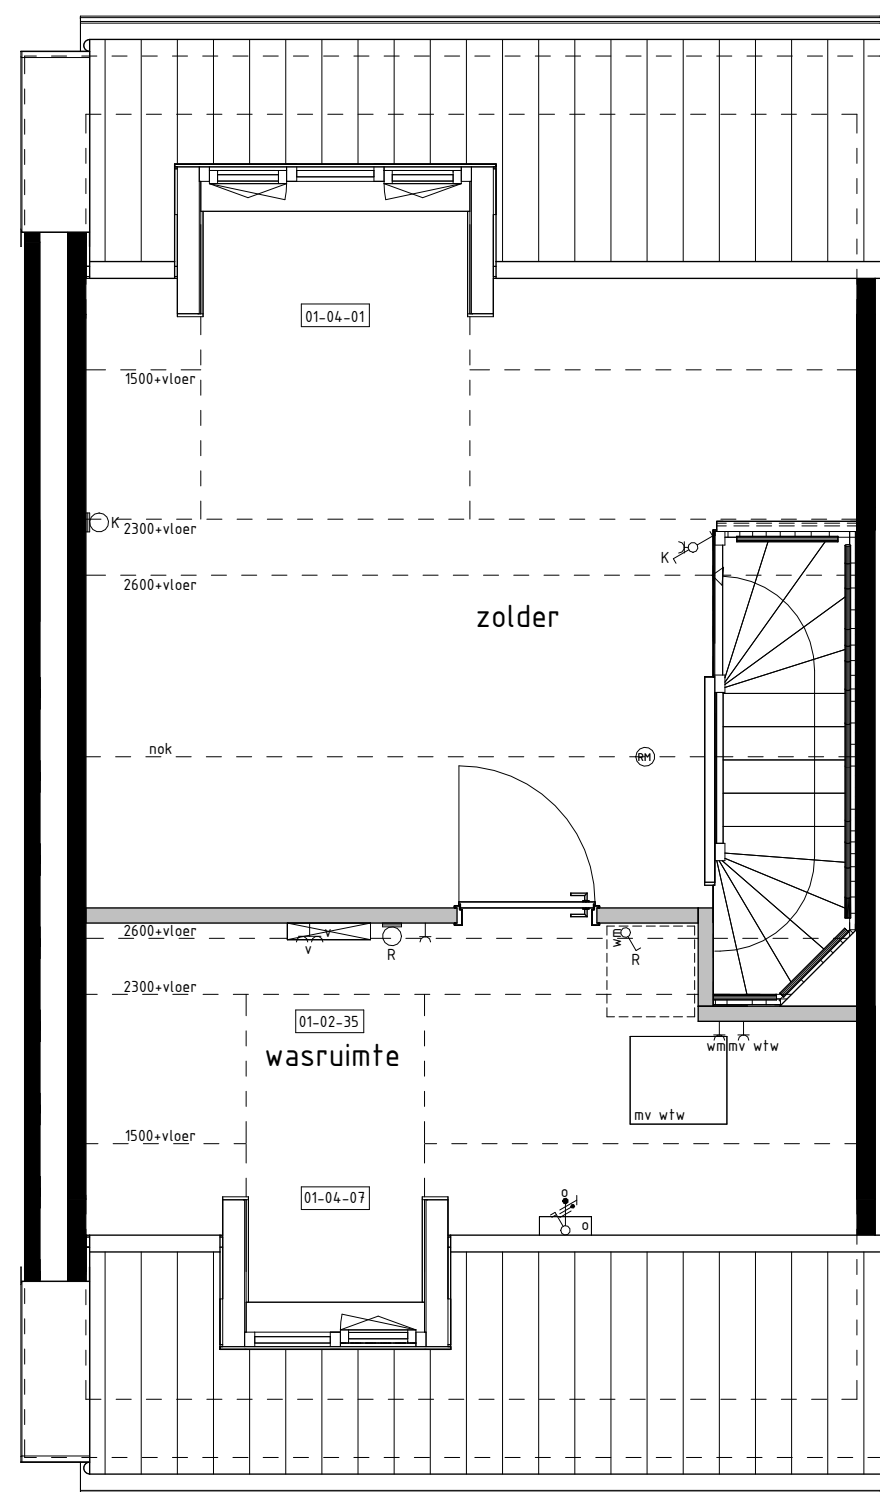 01-04-01
1500+vloer
K
2300+vloer
K
2600+vloer
zolder
nok
RM
2600+vloer
v
v
R
wm
R
2300+vloer
01-02-35
wasruimte
wm mv wtw
mv wtw
1500+vloer
01-04-07
o
o